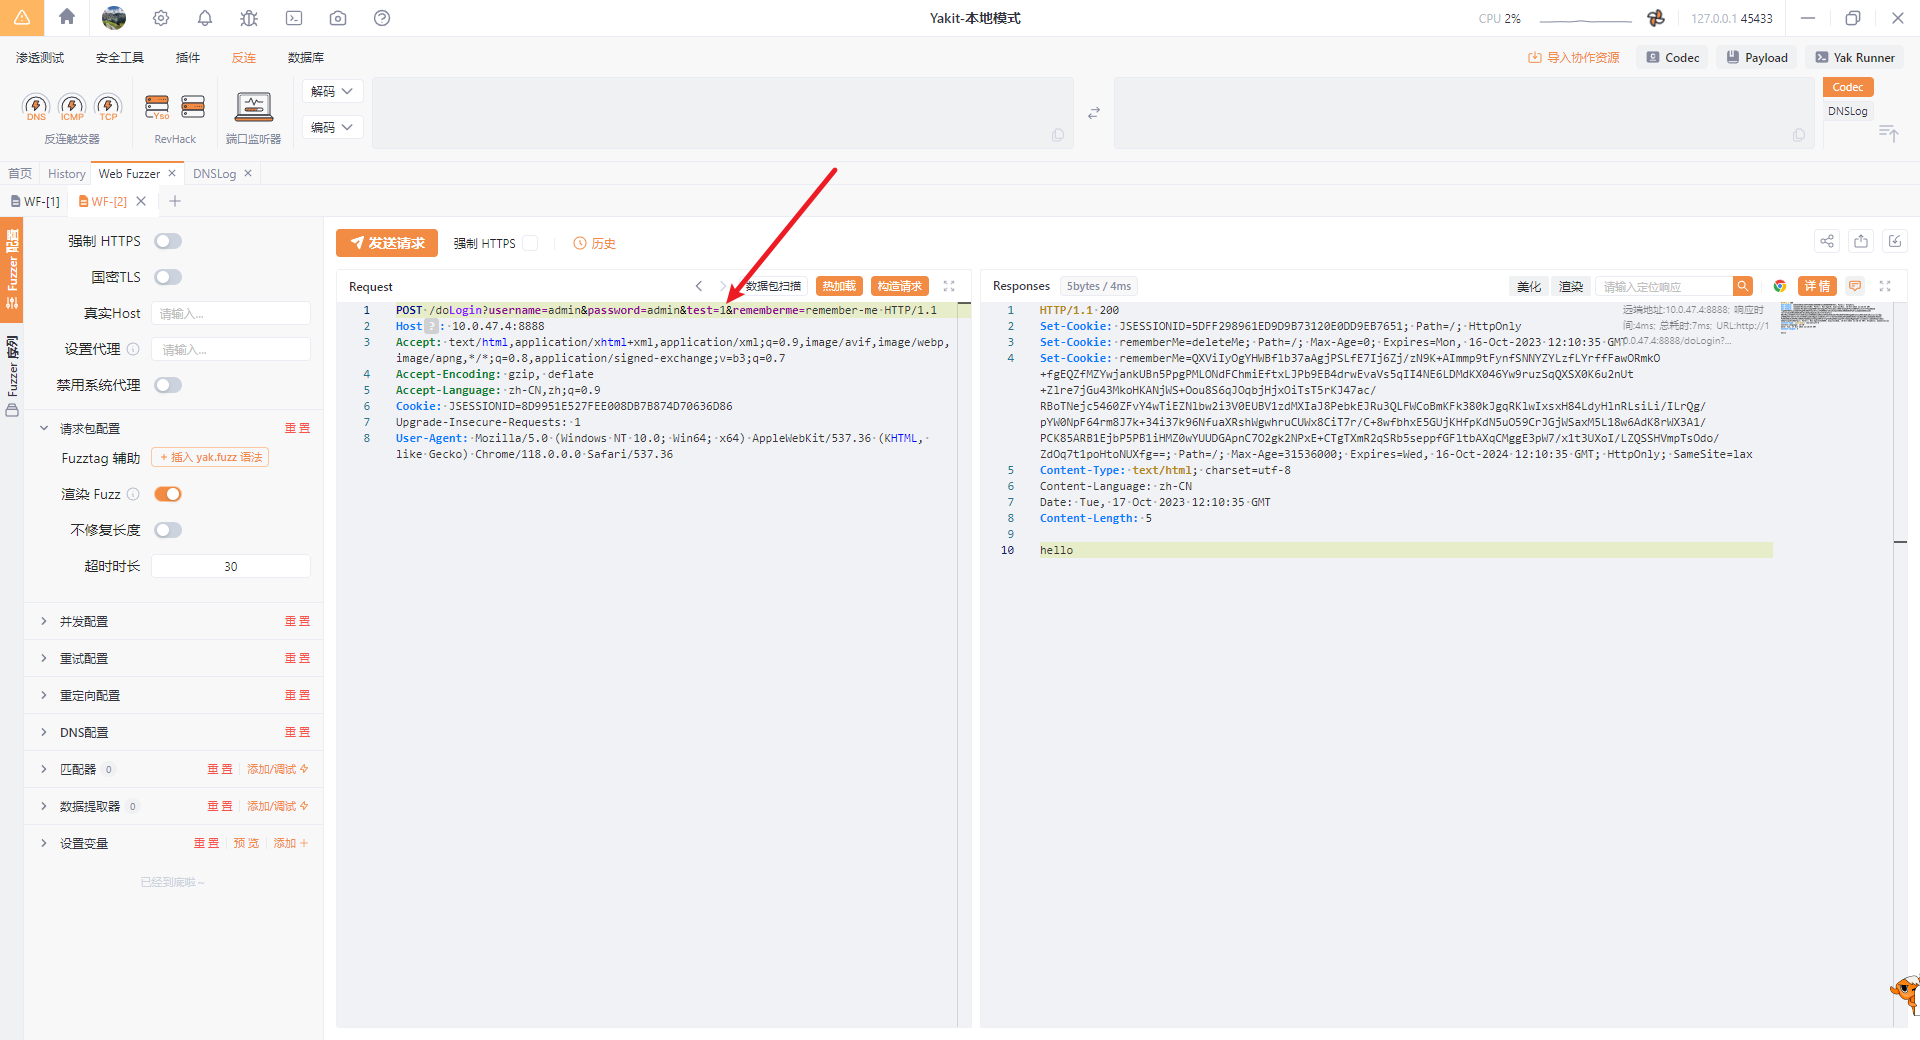 Yakit-本地模式
CPU 2%
127.0.0.1 45433
渗透测试 安全工具 插件 反连 数据库
导入协作资源 Codec Payload Yak Runner
DNS ICMP TCP
反连触发器
Yso
RevHack
端口监听器
解码
编码
Codec
DNSLog
首页 History Web Fuzzer DNSLog
WF-[1] WF-[2]
Fuzzer 配置
Fuzzer 序列
强制 HTTPS
国密TLS
真实Host 请输入...
设置代理 请输入...
禁用系统代理
请求包配置 重置
Fuzztag 辅助 + 插入 yak.fuzz 语法
渲染 Fuzz
不修复长度
超时时长 30
并发配置 重置
重试配置 重置
重定向配置 重置
DNS配置 重置
匹配器 0 重置 添加/调试
数据提取器 0 重置 添加/调试
设置变量 重置 预览 添加 +
已经到底啦～
发送请求 强制 HTTPS 历史
Request 数据包扫描 热加载 构造请求
1 POST /doLogin?username=admin&password=admin&test=1&rememberme=remember-me HTTP/1.1
2 Host ? : 10.0.47.4:8888
3 Accept: text/html,application/xhtml+xml,application/xml;q=0.9,image/avif,image/webp,
image/apng,*/*;q=0.8,application/signed-exchange;v=b3;q=0.7
4 Accept-Encoding: gzip, deflate
5 Accept-Language: zh-CN,zh;q=0.9
6 Cookie: JSESSIONID=8D9951E527FEE008DB7B874D70636D86
7 Upgrade-Insecure-Requests: 1
8 User-Agent: Mozilla/5.0 (Windows NT 10.0; Win64; x64) AppleWebKit/537.36 (KHTML,
like Gecko) Chrome/118.0.0.0 Safari/537.36
Responses 5bytes / 4ms 美化 渲染 请输入定位响应 详情
远端地址:10.0.47.4:8888; 响应时
间:4ms; 总耗时:7ms; URL:http://1
0.0.47.4:8888/doLogin?...
1 HTTP/1.1 200
2 Set-Cookie: JSESSIONID=5DFF298961ED9D9B73120E0DD9EB7651; Path=/; HttpOnly
3 Set-Cookie: rememberMe=deleteMe; Path=/; Max-Age=0; Expires=Mon, 16-Oct-2023 12:10:35 GMT
4 Set-Cookie: rememberMe=QXViIyOgYHWBflb37aAgjPSLfE7Ij6Zj/zN9K+AImmp9tFynfSNNYZYLzfLYrffFawORmkO
+fgEQZfMZYwjankUBn5PpgPMLONdFChmiEftxLJPb9EB4drwEvaVs5qII4NE6LDMdKX046Yw9ruzSqQXSX0K6u2nUt
+Zlre7jGu43MkoHKANjWS+Oou8S6qJOqbjHjxOiTsT5rKJ47ac/
RBoTNejc5460ZFvY4wTiEZNlbw2i3V0EUBVlzdMXIaJ8PebkEJRu3QLFWCoBmKFk380kJgqRKlwIxsxH84LdyHlnRLsiLi/ILrQg/
pYW0NpF64rm8J7k+34i37k96NfuaXRshWgwhruCUWx8CiT7r/C+8wfbhxE5GUjKHfpKdN5uO59CrJGjWSaxM5L18w6AdK8rWX3A1/
PCK85ARB1EjbP5PB1iHMZ0wYUUDGApnC7O2gk2NPxE+CTgTXmR2qSRb5seppfGFltbAXqCMggE3pW7/x1t3UXoI/LZQSSHVmpTsOdo/
ZdOq7t1poHtoNUXfg==; Path=/; Max-Age=31536000; Expires=Wed, 16-Oct-2024 12:10:35 GMT; HttpOnly; SameSite=lax
5 Content-Type: text/html; charset=utf-8
6 Content-Language: zh-CN
7 Date: Tue, 17 Oct 2023 12:10:35 GMT
8 Content-Length: 5
9
10 hello